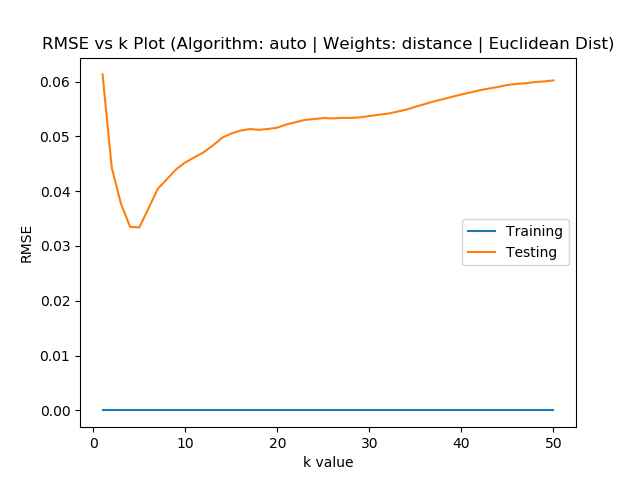 RMSE vs k Plot (Algorithm: auto | Weights: distance | Euclidean Dist)
0.06
0.05
0.04
0.03
0.02
0.01
0.00
RMSE
Training
Testing
0 10 20 30 40 50
k value